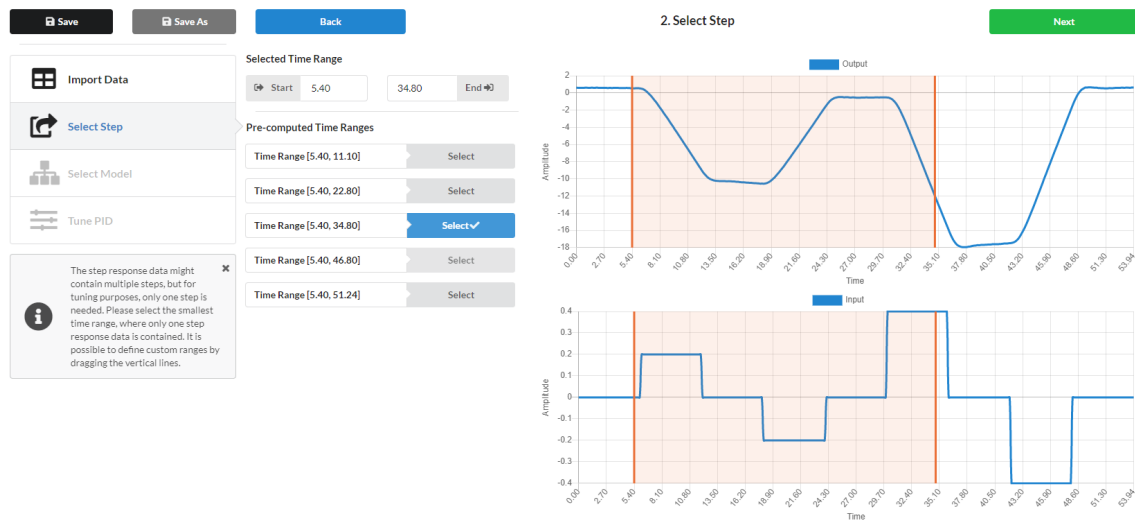 Save
Save As
Back
2. Select Step
Next
Import Data
Select Step
Select Model
Tune PID
The step response data might
contain multiple steps, but for
tuning purposes, only one step is
needed. Please select the smallest
time range, where only one step
response data is contained. It is
possible to define custom ranges by
dragging the vertical lines.
Selected Time Range
Start 5.40 34.80 End
Pre-computed Time Ranges
Time Range [5.40, 11.10] Select
Time Range [5.40, 22.80] Select
Time Range [5.40, 34.80] Select
Time Range [5.40, 46.80] Select
Time Range [5.40, 51.24] Select
Output
Amplitude
2
0
-2
-4
-6
-8
-10
-12
-14
-16
-18
0.00 2.70 5.40 8.10 10.80 13.50 16.20 18.90 21.60 24.30 27.00 29.70 32.40 35.10 37.80 40.50 43.20 45.90 48.60 51.30 53.94
Time
Input
Amplitude
0.4
0.3
0.2
0.1
0
-0.1
-0.2
-0.3
-0.4
0.00 2.70 5.40 8.10 10.80 13.50 16.20 18.90 21.60 24.30 27.00 29.70 32.40 35.10 37.80 40.50 43.20 45.90 48.60 51.30 53.94
Time